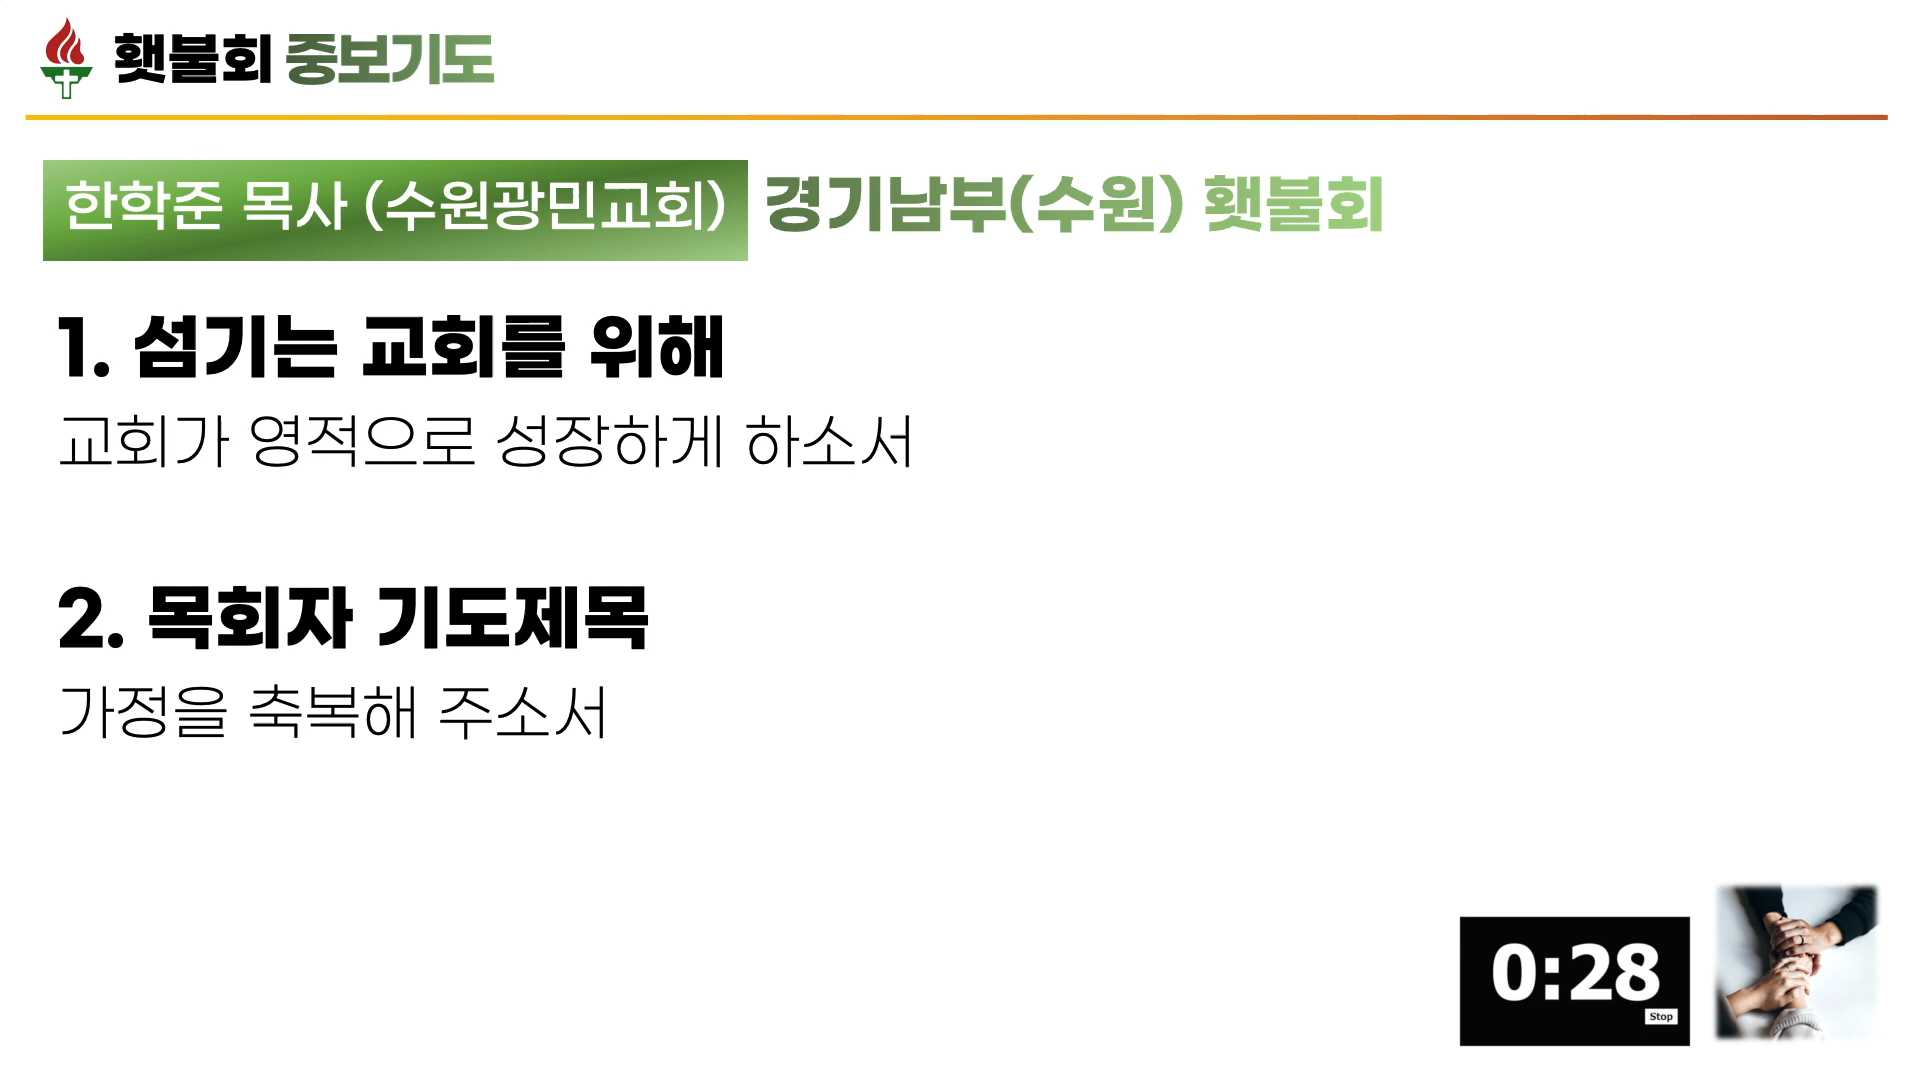 횃불회 중보기도
한학준 목사 (수원광민교회) 경기남부(수원) 횃불회
1. 섬기는 교회를 위해
교회가 영적으로 성장하게 하소서
2. 목회자 기도제목
가정을 축복해 주소서
0:28
Stop